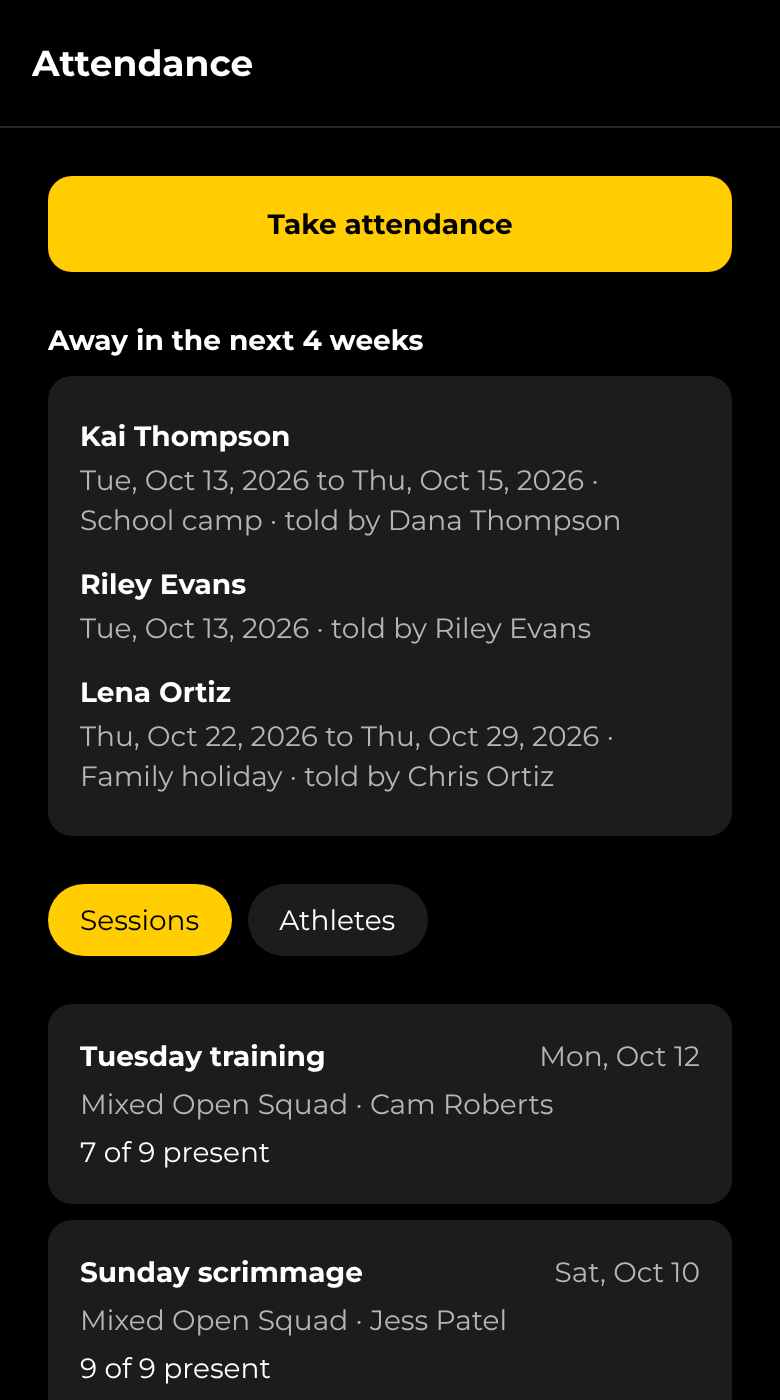 Attendance
Take attendance
Away in the next 4 weeks
Kai Thompson
Tue, Oct 13, 2026 to Thu, Oct 15, 2026 ·
School camp · told by Dana Thompson
Riley Evans
Tue, Oct 13, 2026 · told by Riley Evans
Lena Ortiz
Thu, Oct 22, 2026 to Thu, Oct 29, 2026 ·
Family holiday · told by Chris Ortiz
Sessions Athletes
Tuesday training Mon, Oct 12
Mixed Open Squad · Cam Roberts
7 of 9 present
Sunday scrimmage Sat, Oct 10
Mixed Open Squad · Jess Patel
9 of 9 present